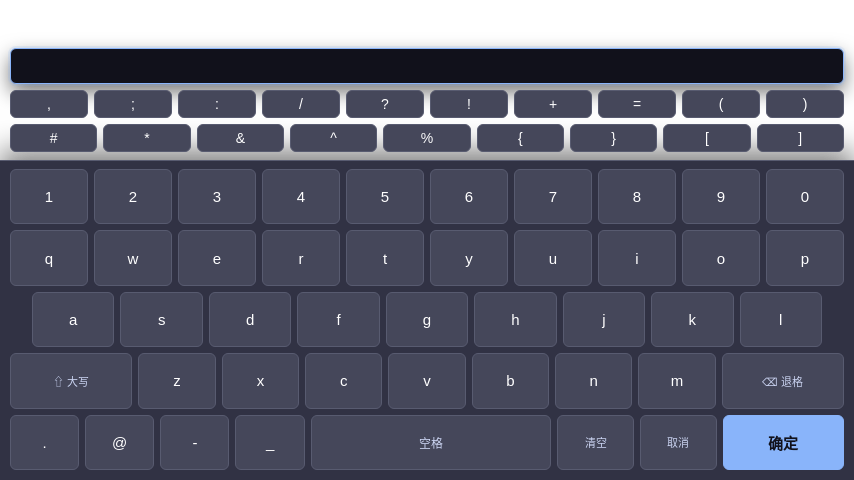 , ; : / ? ! + = ( )
# * & ^ % { } [ ]
1 2 3 4 5 6 7 8 9 0
q w e r t y u i o p
a s d f g h j k l
⇧ 大写 z x c v b n m ⌫ 退格
. @ - _ 空格 清空 取消 确定